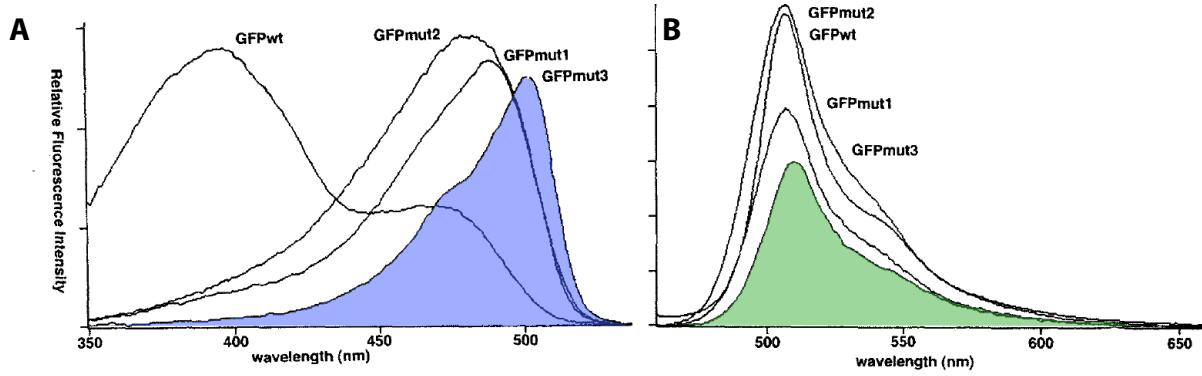 A
GFPwt
GFPmut2
GFPmut1
GFPmut3
Relative Fluorescence Intensity
350
400
450
500
wavelength (nm)
B
GFPmut2
GFPwt
GFPmut1
GFPmut3
500
550
600
650
wavelength (nm)